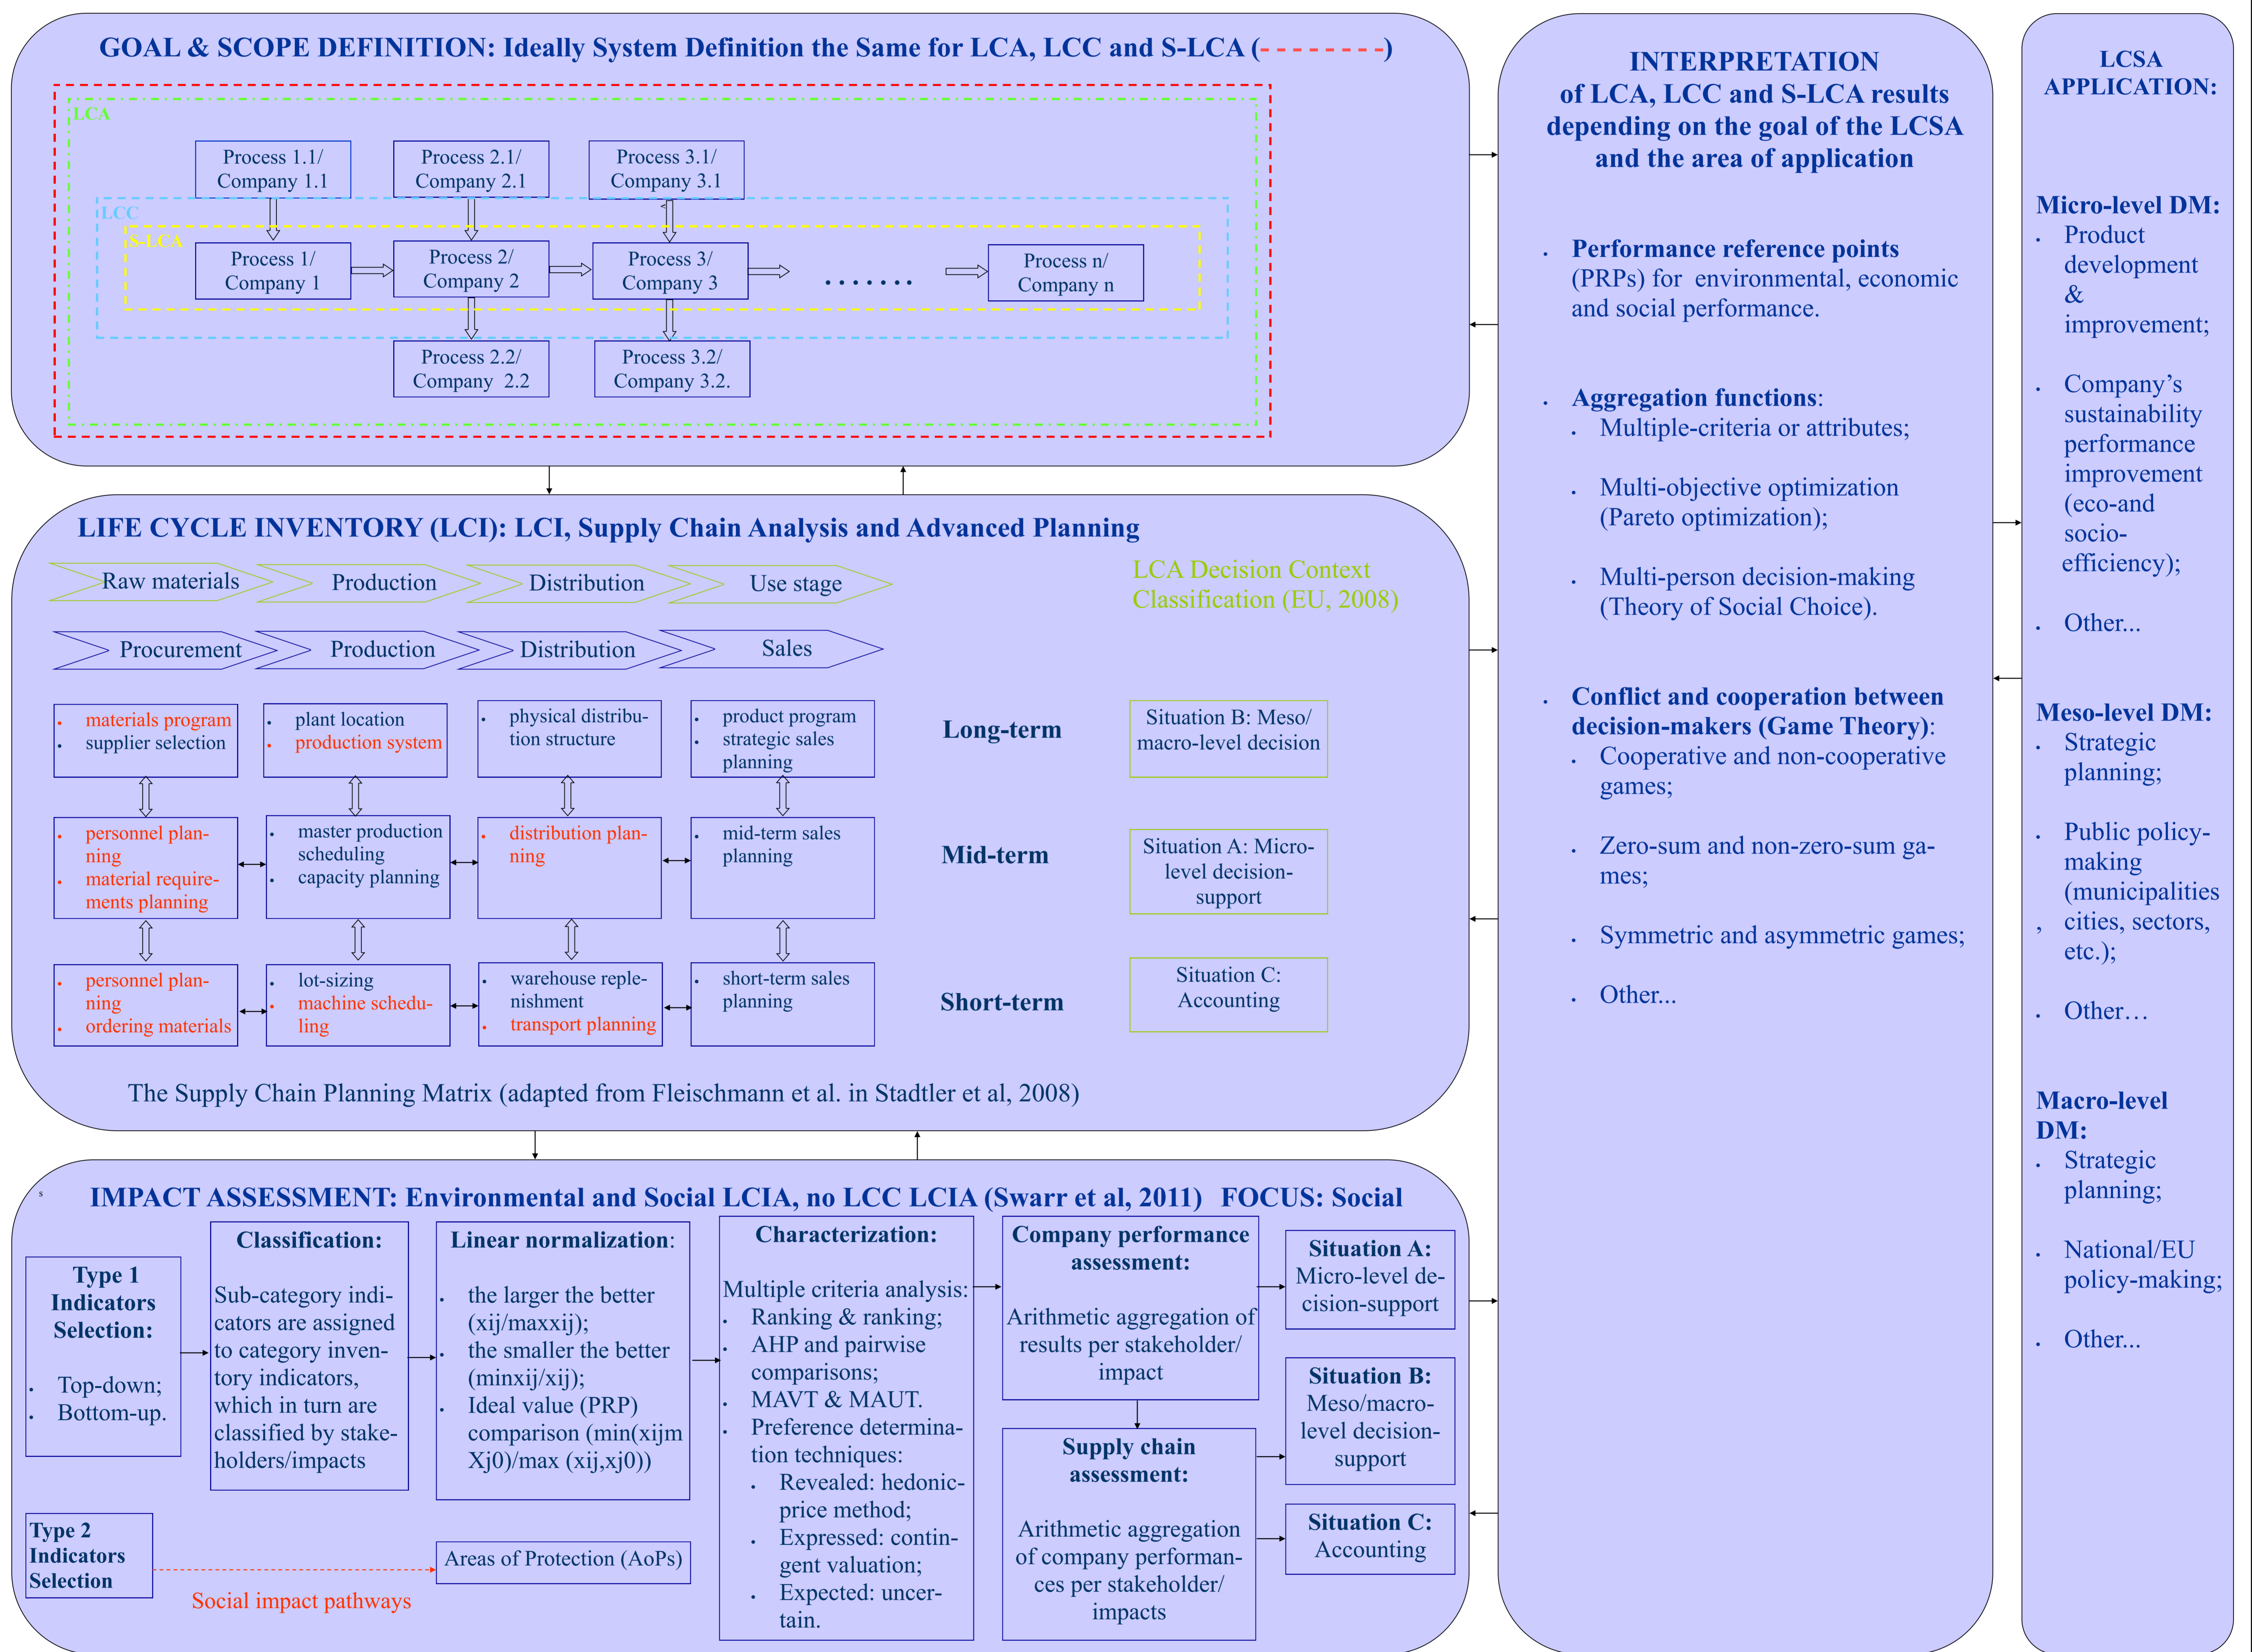 GOAL & SCOPE DEFINITION: Ideally System Definition the Same for LCA, LCC and S-LCA (- - - - - - - - -)
LCA
Process 1.1/
Company 1.1
Process 2.1/
Company 2.1
Process 3.1/
Company 3.1
LCC
S-LCA
Process 1/
Company 1
Process 2/
Company 2
Process 3/
Company 3
.......
Process n/
Company n
Process 2.2/
Company 2.2
Process 3.2/
Company 3.2.
LIFE CYCLE INVENTORY (LCI): LCI, Supply Chain Analysis and Advanced Planning
Raw materials
Production
Distribution
Use stage
LCA Decision Context
Classification (EU, 2008)
Procurement
Production
Distribution
Sales
• materials program
• supplier selection
• plant location
• production system
• physical distribu-
tion structure
• product program
• strategic sales
planning
Long-term
Situation B: Meso/
macro-level decision
• personnel plan-
ning
• material require-
ments planning
• master production
scheduling
• capacity planning
• distribution plan-
ning
• mid-term sales
planning
Mid-term
Situation A: Micro-
level decision-
support
• personnel plan-
ning
• ordering materials
• lot-sizing
• machine schedu-
ling
• warehouse reple-
nishment
• transport planning
• short-term sales
planning
Short-term
Situation C:
Accounting
The Supply Chain Planning Matrix (adapted from Fleischmann et al. in Stadtler et al, 2008)
s
IMPACT ASSESSMENT: Environmental and Social LCIA, no LCC LCIA (Swarr et al, 2011) FOCUS: Social
Type 1
Indicators
Selection:
• Top-down;
• Bottom-up.
Classification:
Sub-category indi-
cators are assigned
to category inven-
tory indicators,
which in turn are
classified by stake-
holders/impacts
Linear normalization:
• the larger the better
(xij/maxxij);
• the smaller the better
(minxij/xij);
• Ideal value (PRP)
comparison (min(xijm
Xj0)/max (xij,xj0))
Characterization:
Multiple criteria analysis:
• Ranking & ranking;
• AHP and pairwise
comparisons;
• MAVT & MAUT.
• Preference determina-
tion techniques:
• Revealed: hedonic-
price method;
• Expressed: contin-
gent valuation;
• Expected: uncer-
tain.
Company performance
assessment:
Arithmetic aggregation of
results per stakeholder/
impact
Supply chain
assessment:
Arithmetic aggregation
of company performan-
ces per stakeholder/
impacts
Situation A:
Micro-level de-
cision-support
Situation B:
Meso/macro-
level decision-
support
Situation C:
Accounting
Type 2
Indicators
Selection
Social impact pathways
Areas of Protection (AoPs)
INTERPRETATION
of LCA, LCC and S-LCA results
depending on the goal of the LCSA
and the area of application
• Performance reference points
(PRPs) for environmental, economic
and social performance.
• Aggregation functions:
• Multiple-criteria or attributes;
• Multi-objective optimization
(Pareto optimization);
• Multi-person decision-making
(Theory of Social Choice).
• Conflict and cooperation between
decision-makers (Game Theory):
• Cooperative and non-cooperative
games;
• Zero-sum and non-zero-sum ga-
mes;
• Symmetric and asymmetric games;
• Other...
LCSA
APPLICATION:
Micro-level DM:
• Product
development
&
improvement;
• Company’s
sustainability
performance
improvement
(eco-and
socio-
efficiency);
• Other...
Meso-level DM:
• Strategic
planning;
• Public policy-
making
(municipalities
, cities, sectors,
etc.);
• Other…
Macro-level
DM:
• Strategic
planning;
• National/EU
policy-making;
• Other...